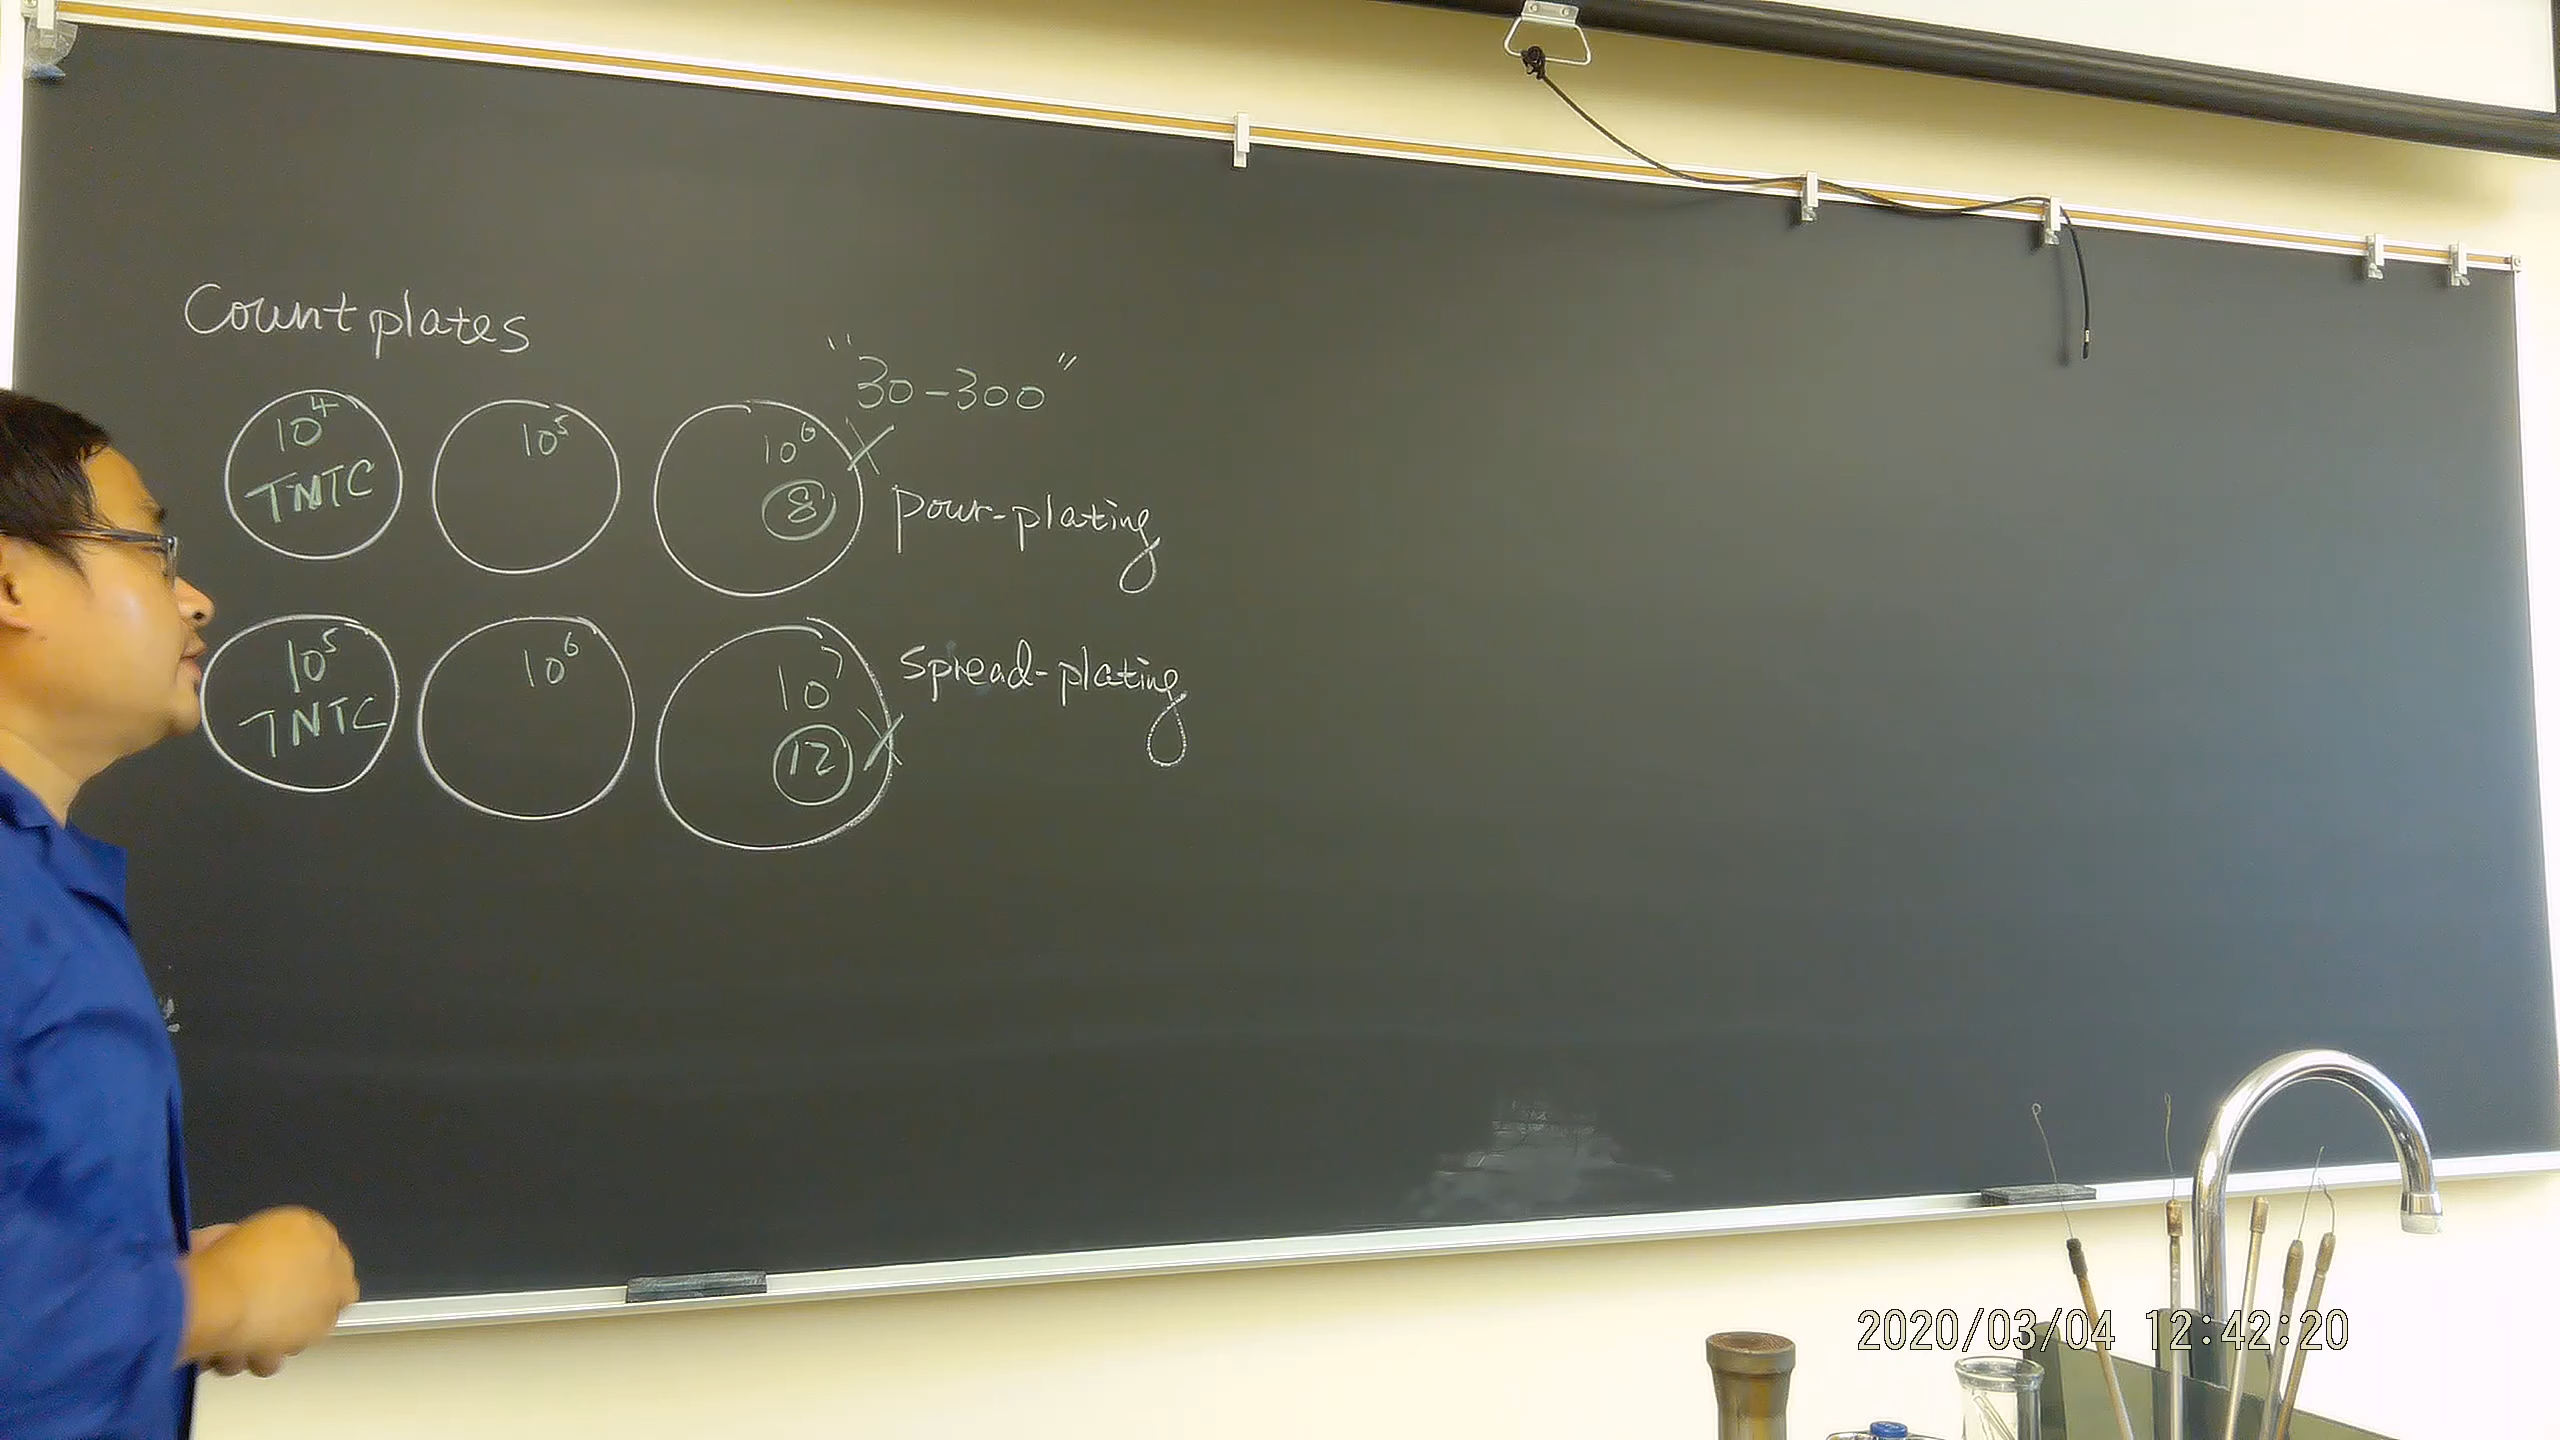 Count plates
"30-300"
10⁴
TNTC
10⁵
10⁶ X
8
pour-plating
10⁵
TNTC
10⁶
10⁷
12 X
spread-plating
2020/03/04 12:42:20